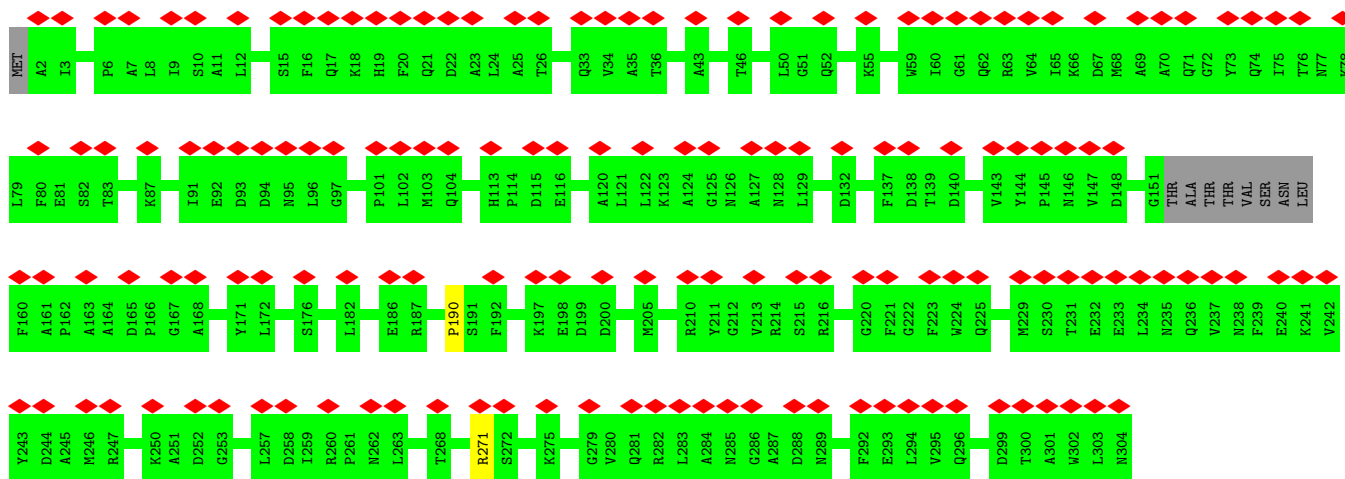 MET A2 I3 P6 A7 L8 I9 S10 A11 L12 S15 F16 Q17 K18 H19 F20 Q21 D22 A23 L24 A25 T26 Q33 V34 A35 T36 A43 T46 L50 G51 Q52 K55 W59 I60 G61 Q62 R63 V64 I65 K66 D67 M68 A69 A70 Q71 G72 Y73 Q74 I75 T76 N77 K78
L79 F80 E81 S82 T83 K87 I91 E92 D93 D94 N95 L96 G97 P101 L102 M103 Q104 H113 P114 D115 E116 A120 L121 L122 K123 A124 G125 N126 A127 N128 L129 D132 F137 D138 T139 D140 V143 Y144 P145 N146 V147 D148 G151 THR ALA THR THR VAL SER ASN LEU
F160 A161 P162 A163 A164 D165 P166 G167 A168 Y171 L172 S176 L182 E186 R187 P190 S191 F192 K197 E198 D199 D200 M205 R210 Y211 G212 V213 R214 S215 R216 G220 F221 G222 F223 W224 Q225 M229 S230 T231 E232 E233 L234 N235 Q236 V237 N238 F239 E240 K241 V242
Y243 D244 A245 M246 R247 K250 A251 D252 G253 L257 D258 I259 R260 P261 N262 L263 T268 R271 S272 K275 G279 V280 Q281 R282 L283 A284 N285 G286 A287 D288 N289 F292 E293 L294 V295 Q296 D299 T300 A301 W302 L303 N304